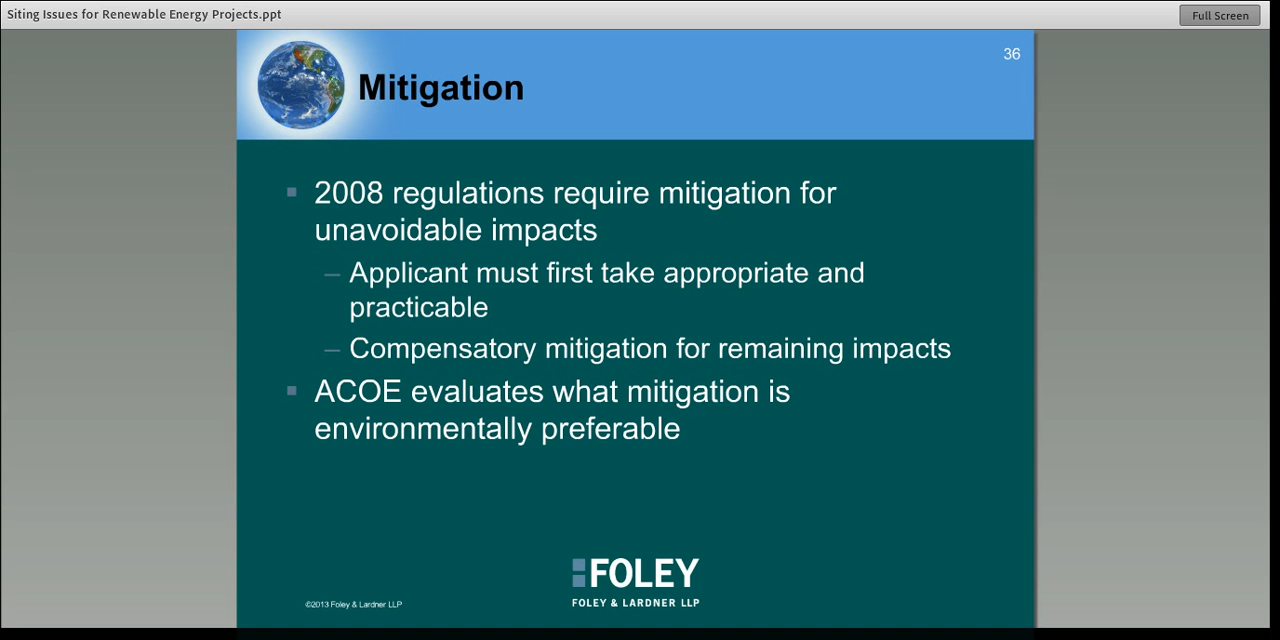 Siting Issues for Renewable Energy Projects.ppt
Full Screen
36
Mitigation
2008 regulations require mitigation for
unavoidable impacts
– Applicant must first take appropriate and
practicable
– Compensatory mitigation for remaining impacts
ACOE evaluates what mitigation is
environmentally preferable
FOLEY
FOLEY & LARDNER LLP
©2013 Foley & Lardner LLP